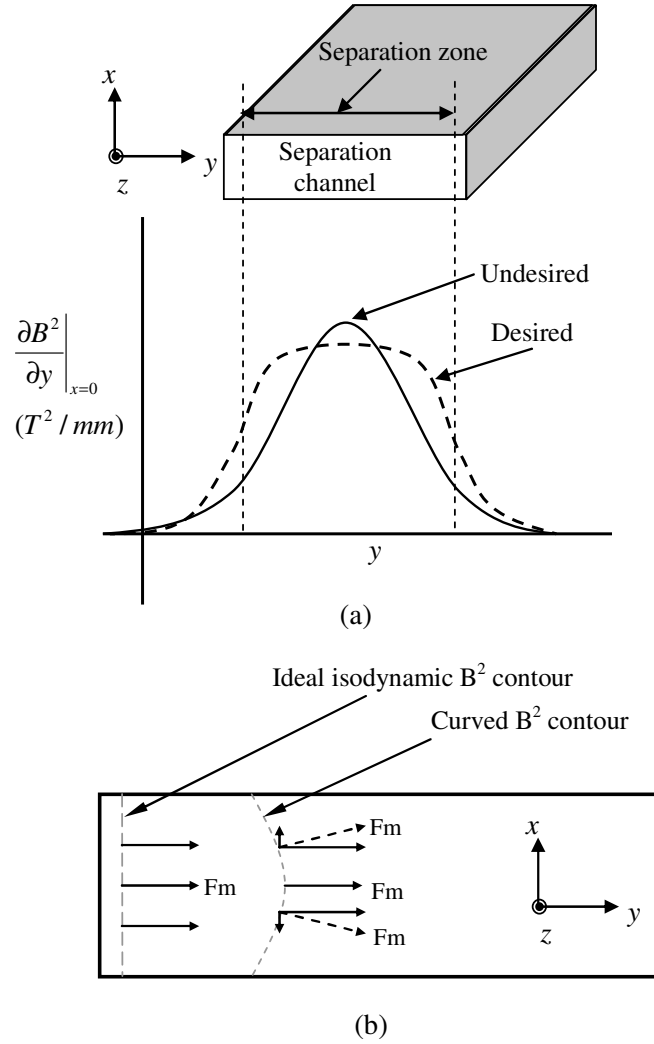 Separation zone
x
y
z
Separation
channel
Undesired
Desired
∂B²/∂y|x=0
(T² / mm)
y
(a)
Ideal isodynamic B² contour
Curved B² contour
Fm
Fm
Fm
Fm
x
y
z
(b)